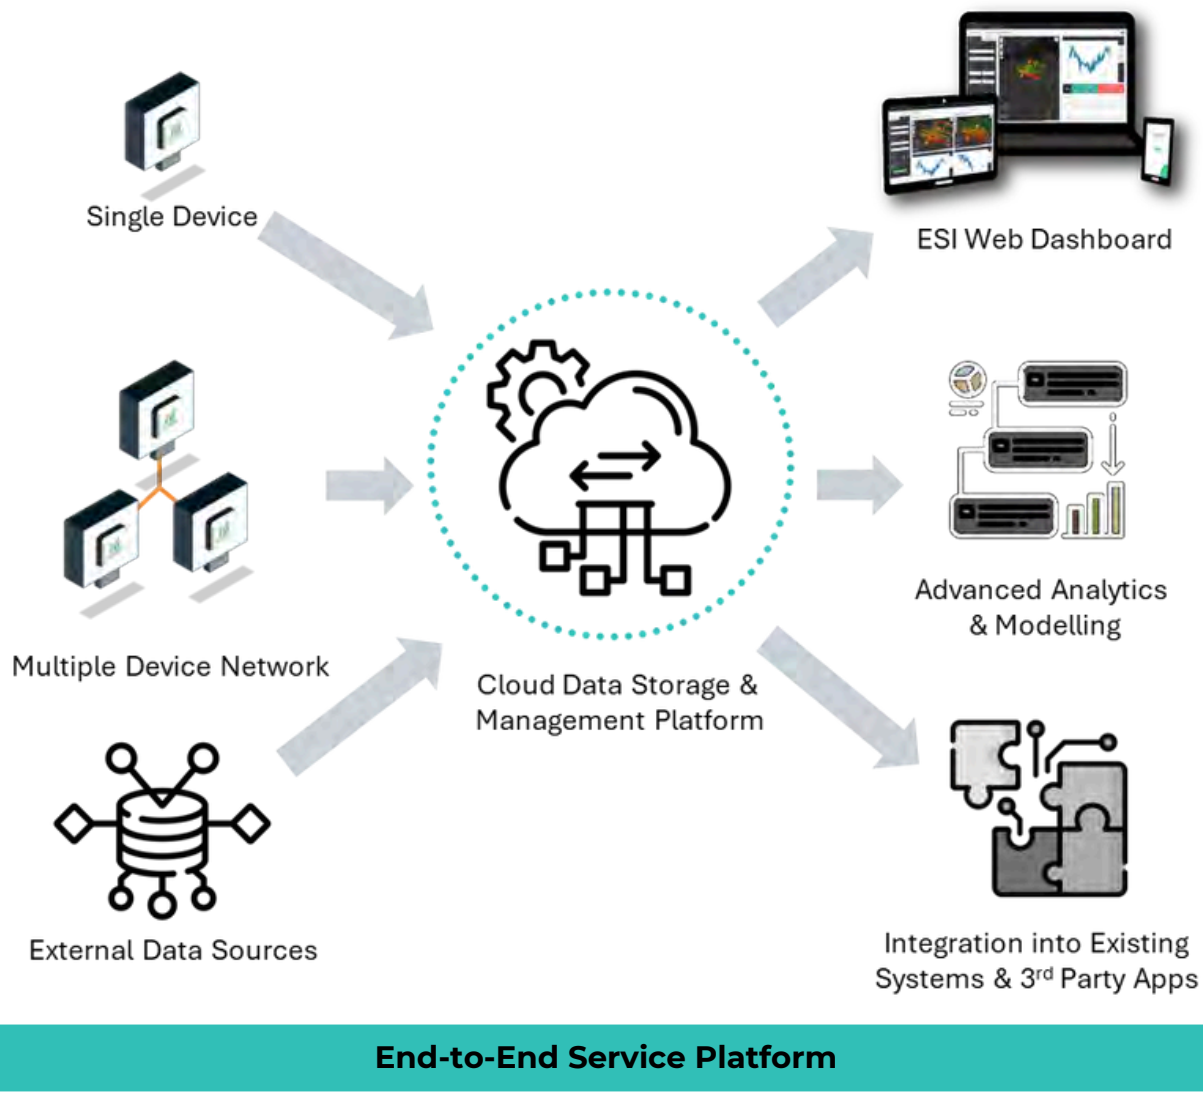 Single Device
ESI Web Dashboard
Multiple Device Network
Cloud Data Storage &
Management Platform
Advanced Analytics
& Modelling
External Data Sources
Integration into Existing
Systems & 3rd Party Apps
End-to-End Service Platform